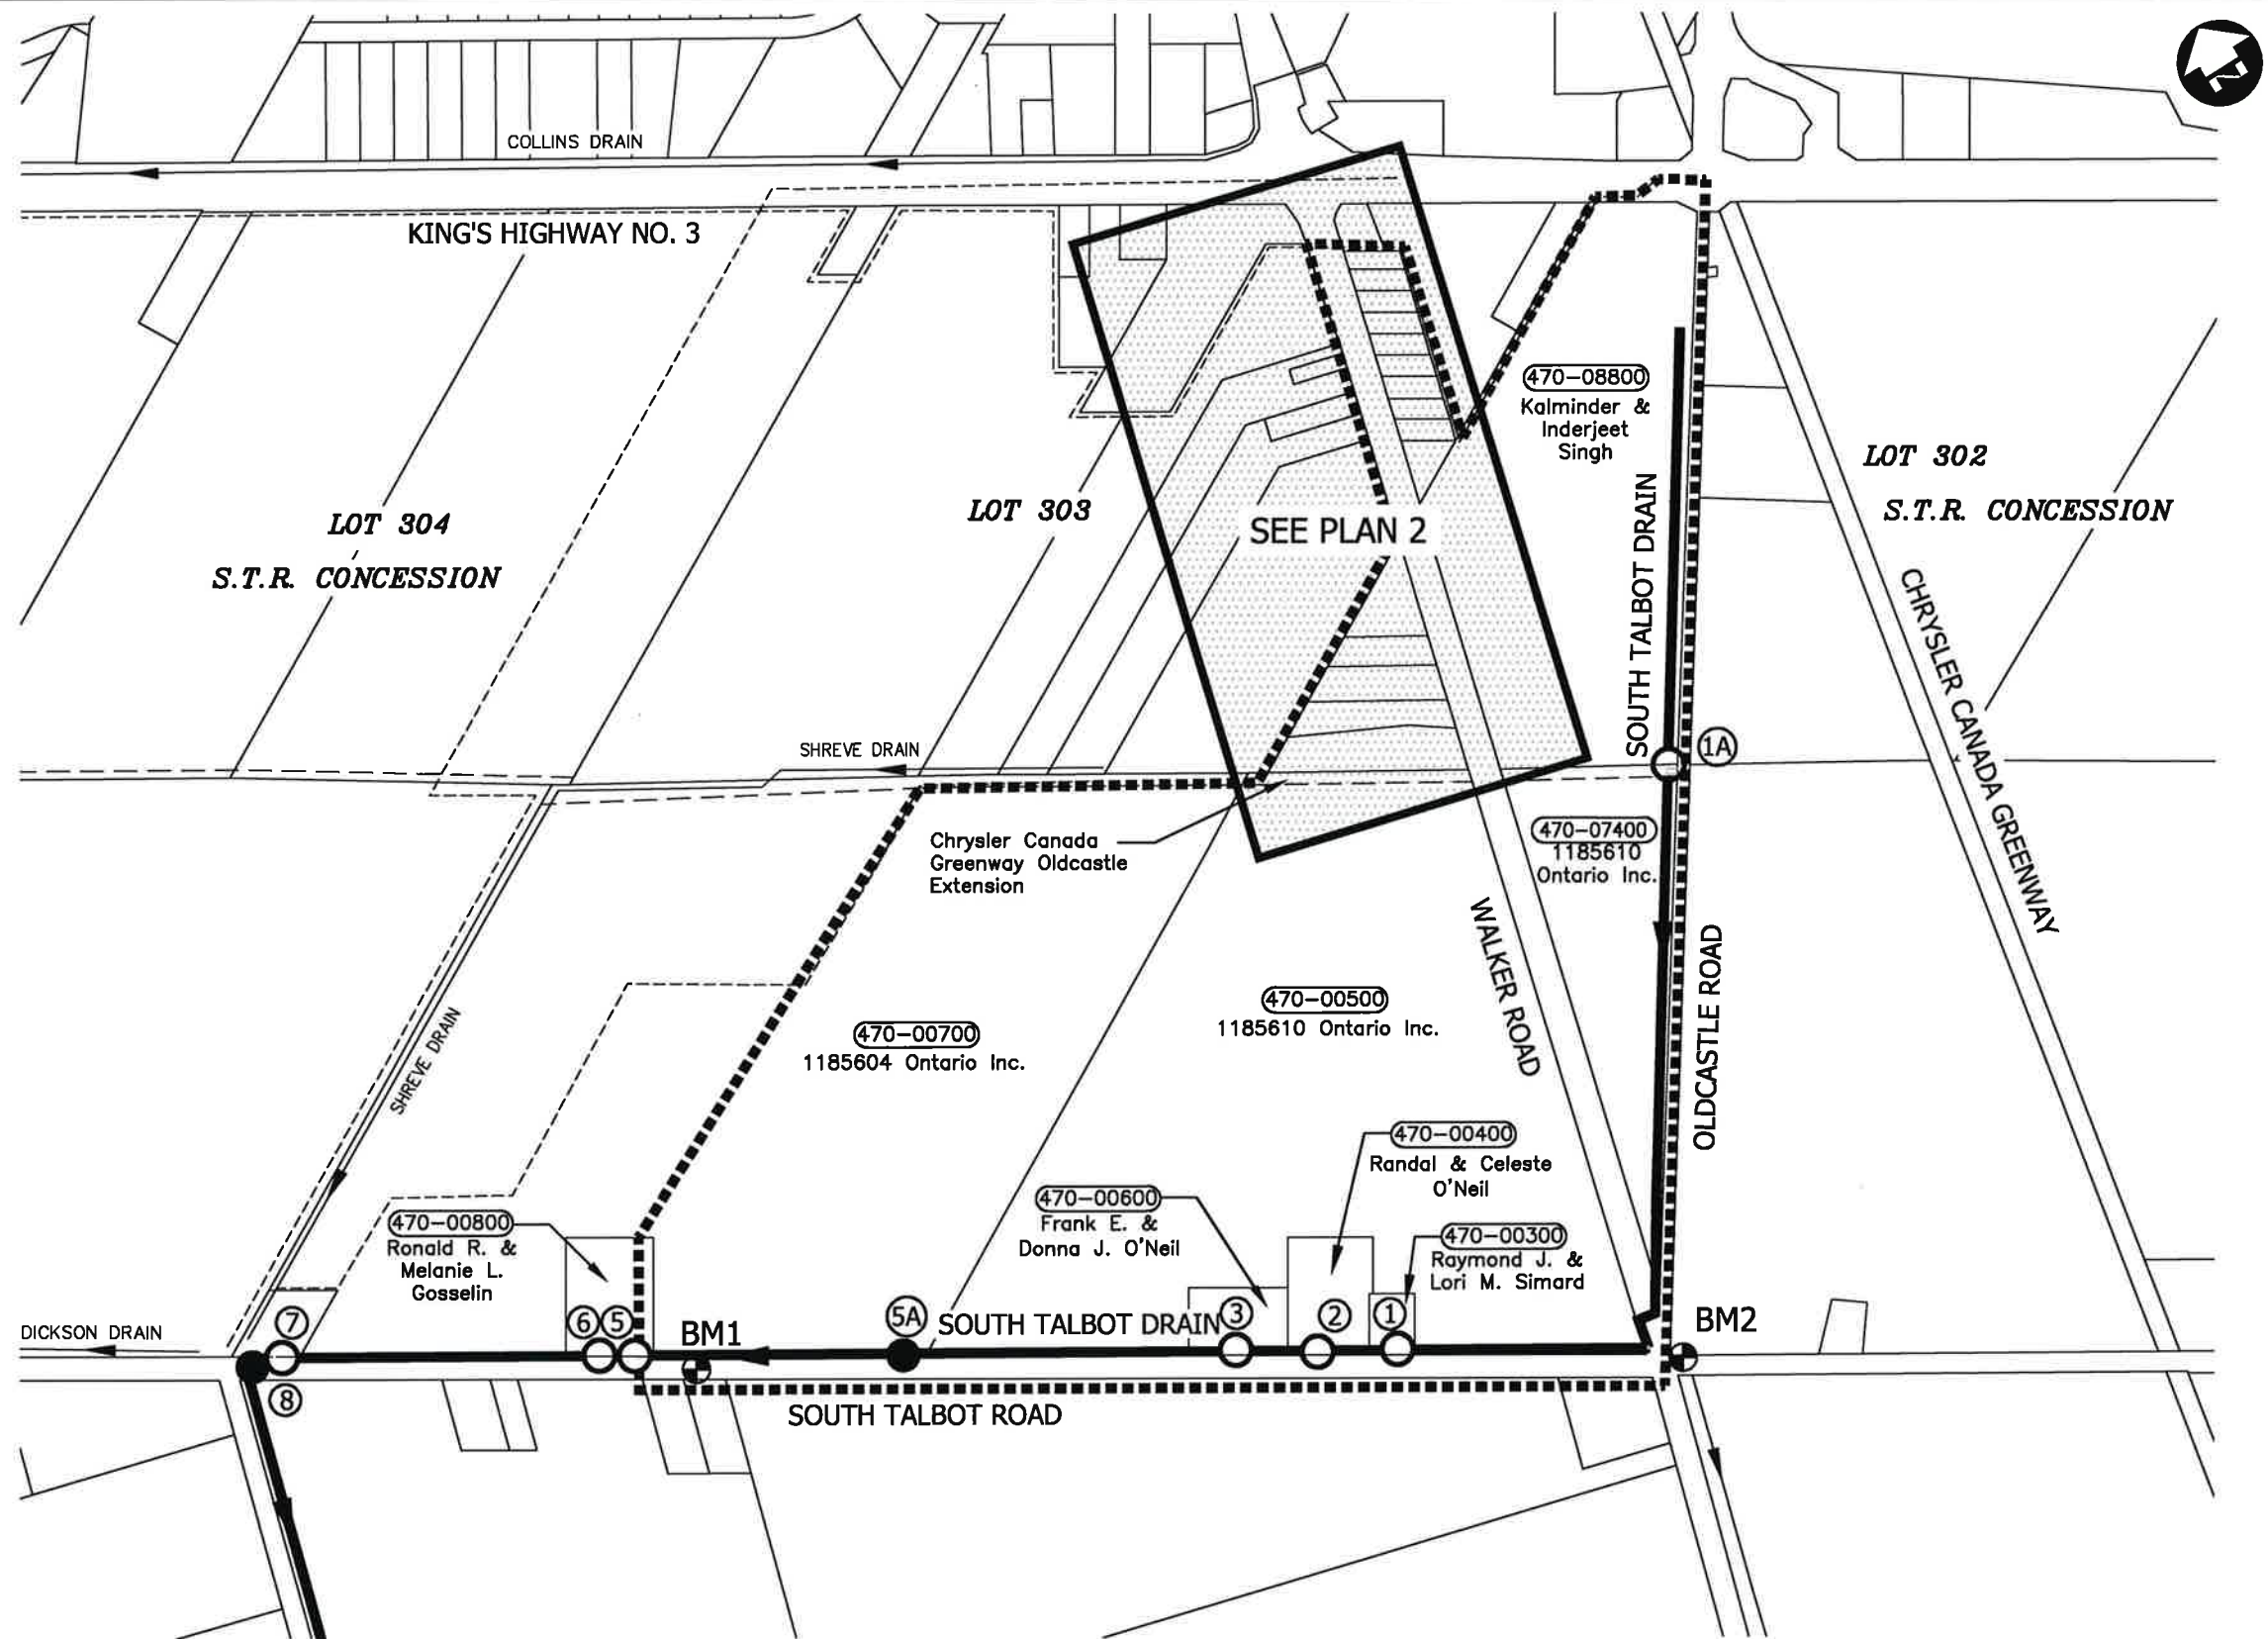 COLLINS DRAIN
KING'S HIGHWAY NO. 3
470-08800
Kalminder &
Inderjeet
Singh
LOT 302
S.T.R. CONCESSION
LOT 303
LOT 304
S.T.R. CONCESSION
SEE PLAN 2
SOUTH TALBOT DRAIN
CHRYSLER CANADA GREENWAY
SHREVE DRAIN
1A
470-07400
1185610
Ontario Inc.
Chrysler Canada
Greenway Oldcastle
Extension
WALKER ROAD
OLDCASTLE ROAD
470-00500
1185610 Ontario Inc.
470-00700
1185604 Ontario Inc.
SHREVE DRAIN
470-00400
Randal & Celeste
O'Neil
470-00600
Frank E. &
Donna J. O'Neil
470-00300
Raymond J. &
Lori M. Simard
470-00800
Ronald R. &
Melanie L.
Gosselin
DICKSON DRAIN
7
6
5
BM1
5A
SOUTH TALBOT DRAIN
3
2
1
BM2
8
SOUTH TALBOT ROAD